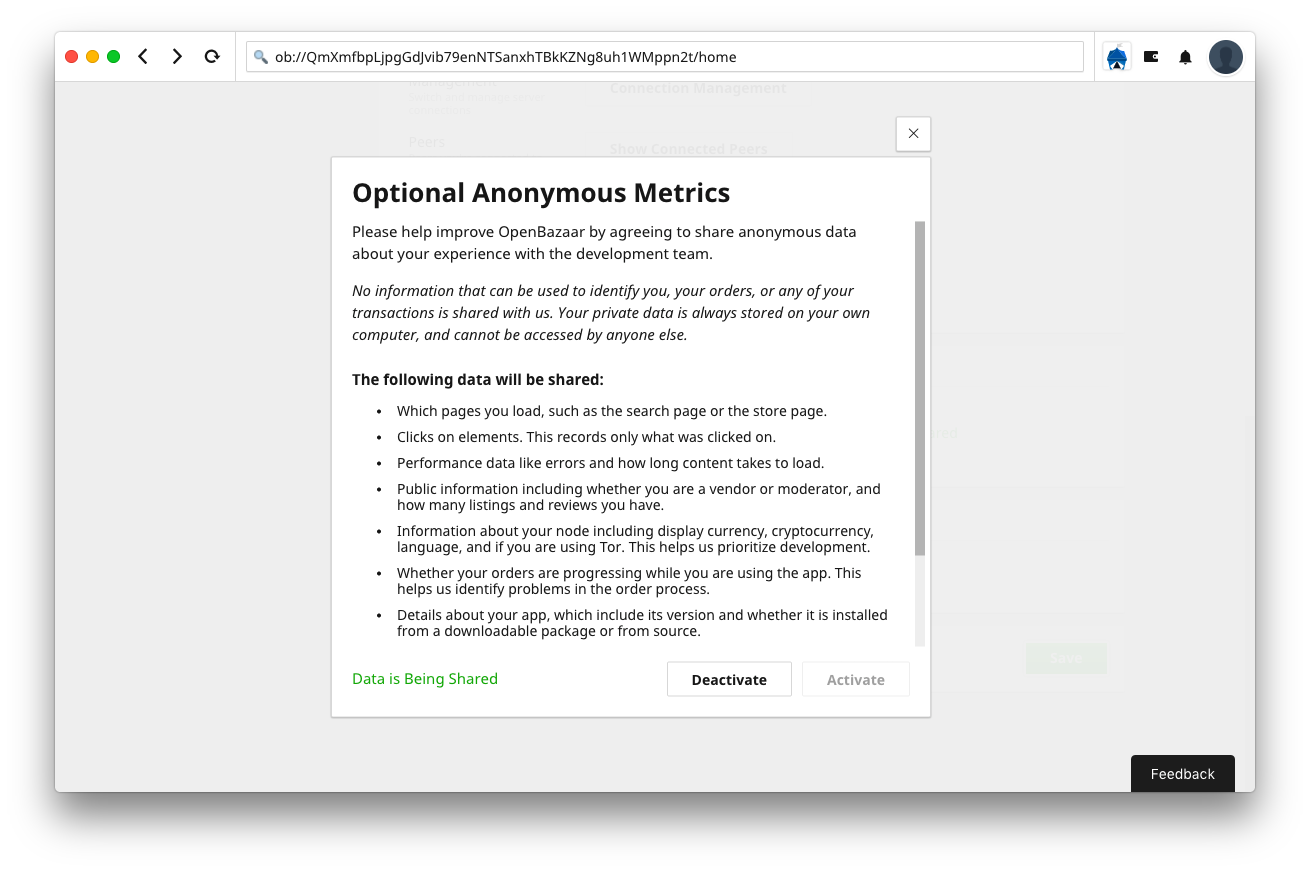 ob://QmXmfbpLjpgGdJvib79enNTSanxhTBkKZNg8uh1WMppn2t/home
Management
Connection Management
Peers
Show Connected Peers
Optional Anonymous Metrics
Please help improve OpenBazaar by agreeing to share anonymous data
about your experience with the development team.
No information that can be used to identify you, your orders, or any of your
transactions is shared with us. Your private data is always stored on your own
computer, and cannot be accessed by anyone else.
The following data will be shared:
• Which pages you load, such as the search page or the store page.
• Clicks on elements. This records only what was clicked on.
• Performance data like errors and how long content takes to load.
• Public information including whether you are a vendor or moderator, and
how many listings and reviews you have.
• Information about your node including display currency, cryptocurrency,
language, and if you are using Tor. This helps us prioritize development.
• Whether your orders are progressing while you are using the app. This
helps us identify problems in the order process.
• Details about your app, which include its version and whether it is installed
from a downloadable package or from source.
Data is Being Shared
Deactivate
Activate
Save
Feedback